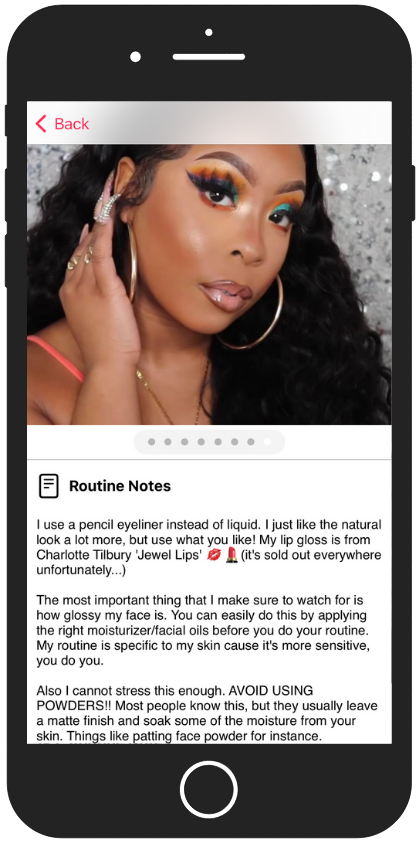 Back
Routine Notes
I use a pencil eyeliner instead of liquid. I just like the natural
look a lot more, but use what you like! My lip gloss is from
Charlotte Tilbury 'Jewel Lips' 💋💄(it's sold out everywhere
unfortunately...)
The most important thing that I make sure to watch for is
how glossy my face is. You can easily do this by applying
the right moisturizer/facial oils before you do your routine.
My routine is specific to my skin cause it's more sensitive,
you do you.
Also I cannot stress this enough. AVOID USING
POWDERS!! Most people know this, but they usually leave
a matte finish and soak some of the moisture from your
skin. Things like patting face powder for instance.